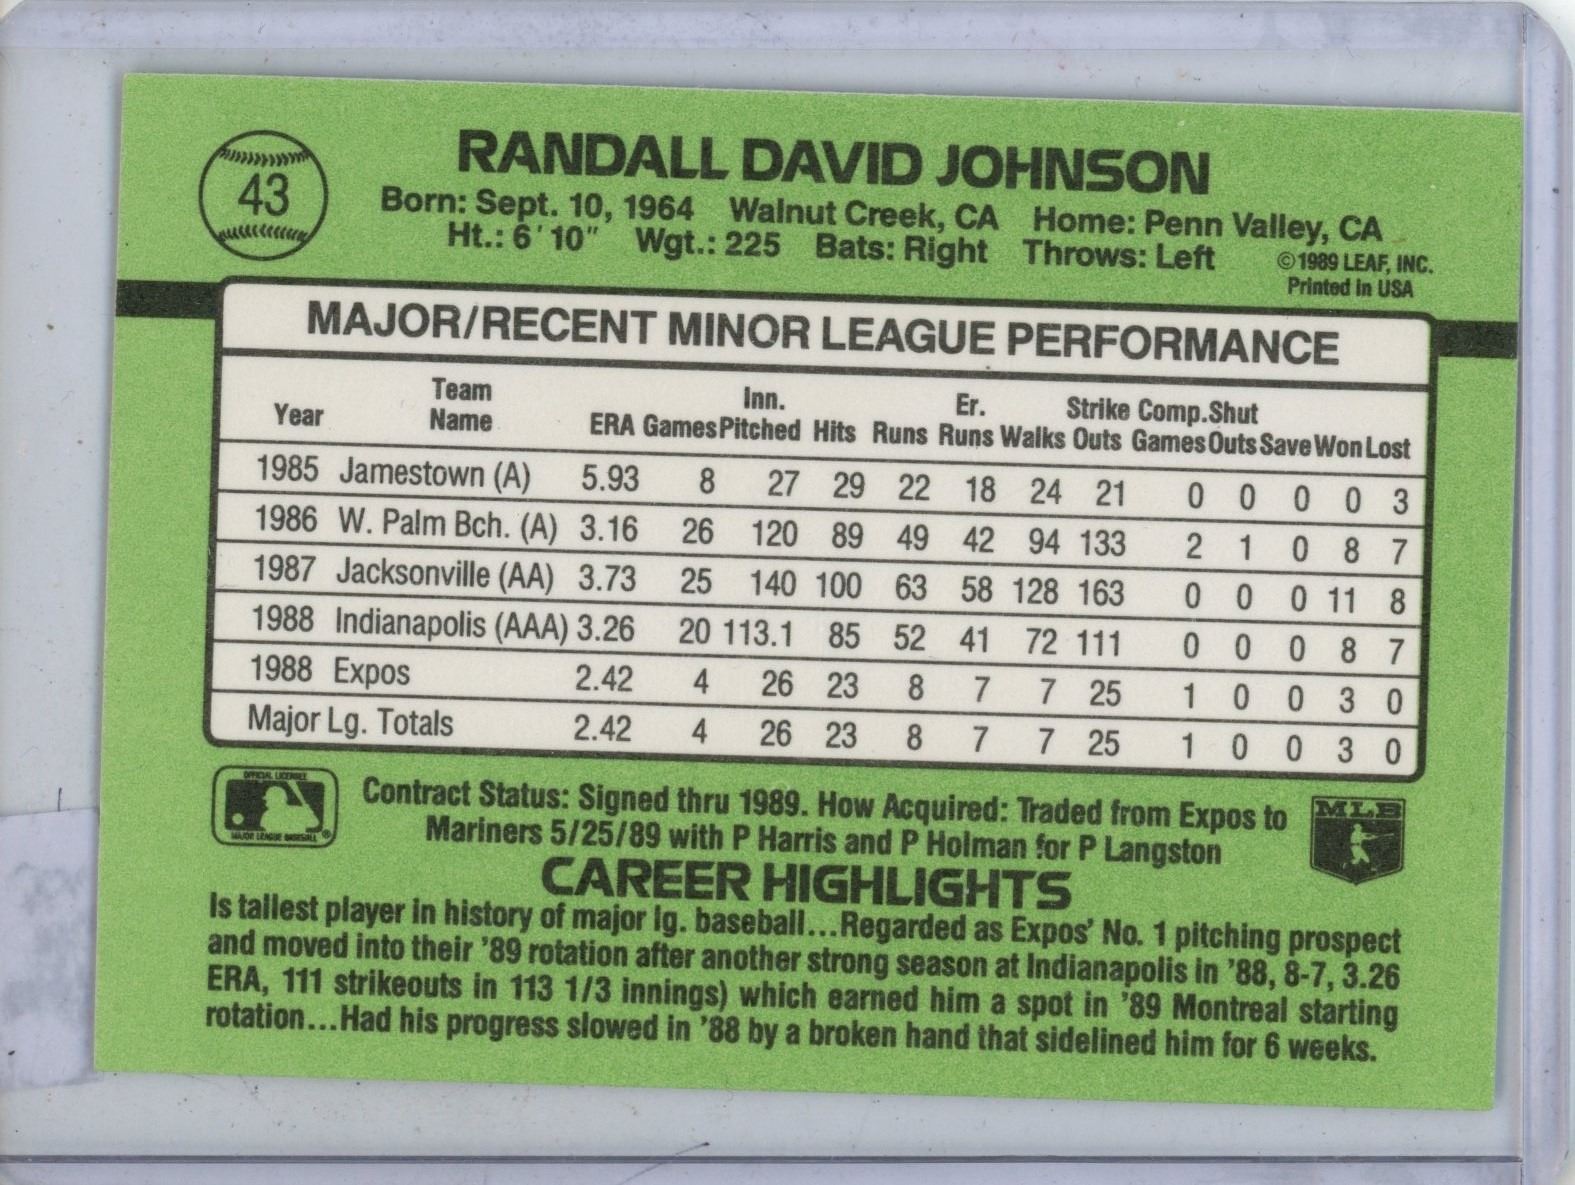 43
RANDALL DAVID JOHNSON
Born: Sept. 10, 1964 Walnut Creek, CA Home: Penn Valley, CA
Ht.: 6'10" Wgt.: 225 Bats: Right Throws: Left
©1989 LEAF, INC.
Printed in USA
MAJOR/RECENT MINOR LEAGUE PERFORMANCE
Team Inn. Er. Strike Comp. Shut
Year Name ERA Games Pitched Hits Runs Runs Walks Outs Games Outs Save Won Lost
1985 Jamestown (A) 5.93 8 27 29 22 18 24 21 0 0 0 0 3
1986 W. Palm Bch. (A) 3.16 26 120 89 49 42 94 133 2 1 0 8 7
1987 Jacksonville (AA) 3.73 25 140 100 63 58 128 163 0 0 0 11 8
1988 Indianapolis (AAA) 3.26 20 113.1 85 52 41 72 111 0 0 0 8 7
1988 Expos 2.42 4 26 23 8 7 7 25 1 0 0 3 0
Major Lg. Totals 2.42 4 26 23 8 7 7 25 1 0 0 3 0
OFFICIAL LICENSEE
MAJOR LEAGUE BASEBALL ®
Contract Status: Signed thru 1989. How Acquired: Traded from Expos to
Mariners 5/25/89 with P Harris and P Holman for P Langston
MLB
CAREER HIGHLIGHTS
Is tallest player in history of major lg. baseball...Regarded as Expos' No. 1 pitching prospect
and moved into their '89 rotation after another strong season at Indianapolis in '88, 8-7, 3.26
ERA, 111 strikeouts in 113 1/3 innings) which earned him a spot in '89 Montreal starting
rotation...Had his progress slowed in '88 by a broken hand that sidelined him for 6 weeks.